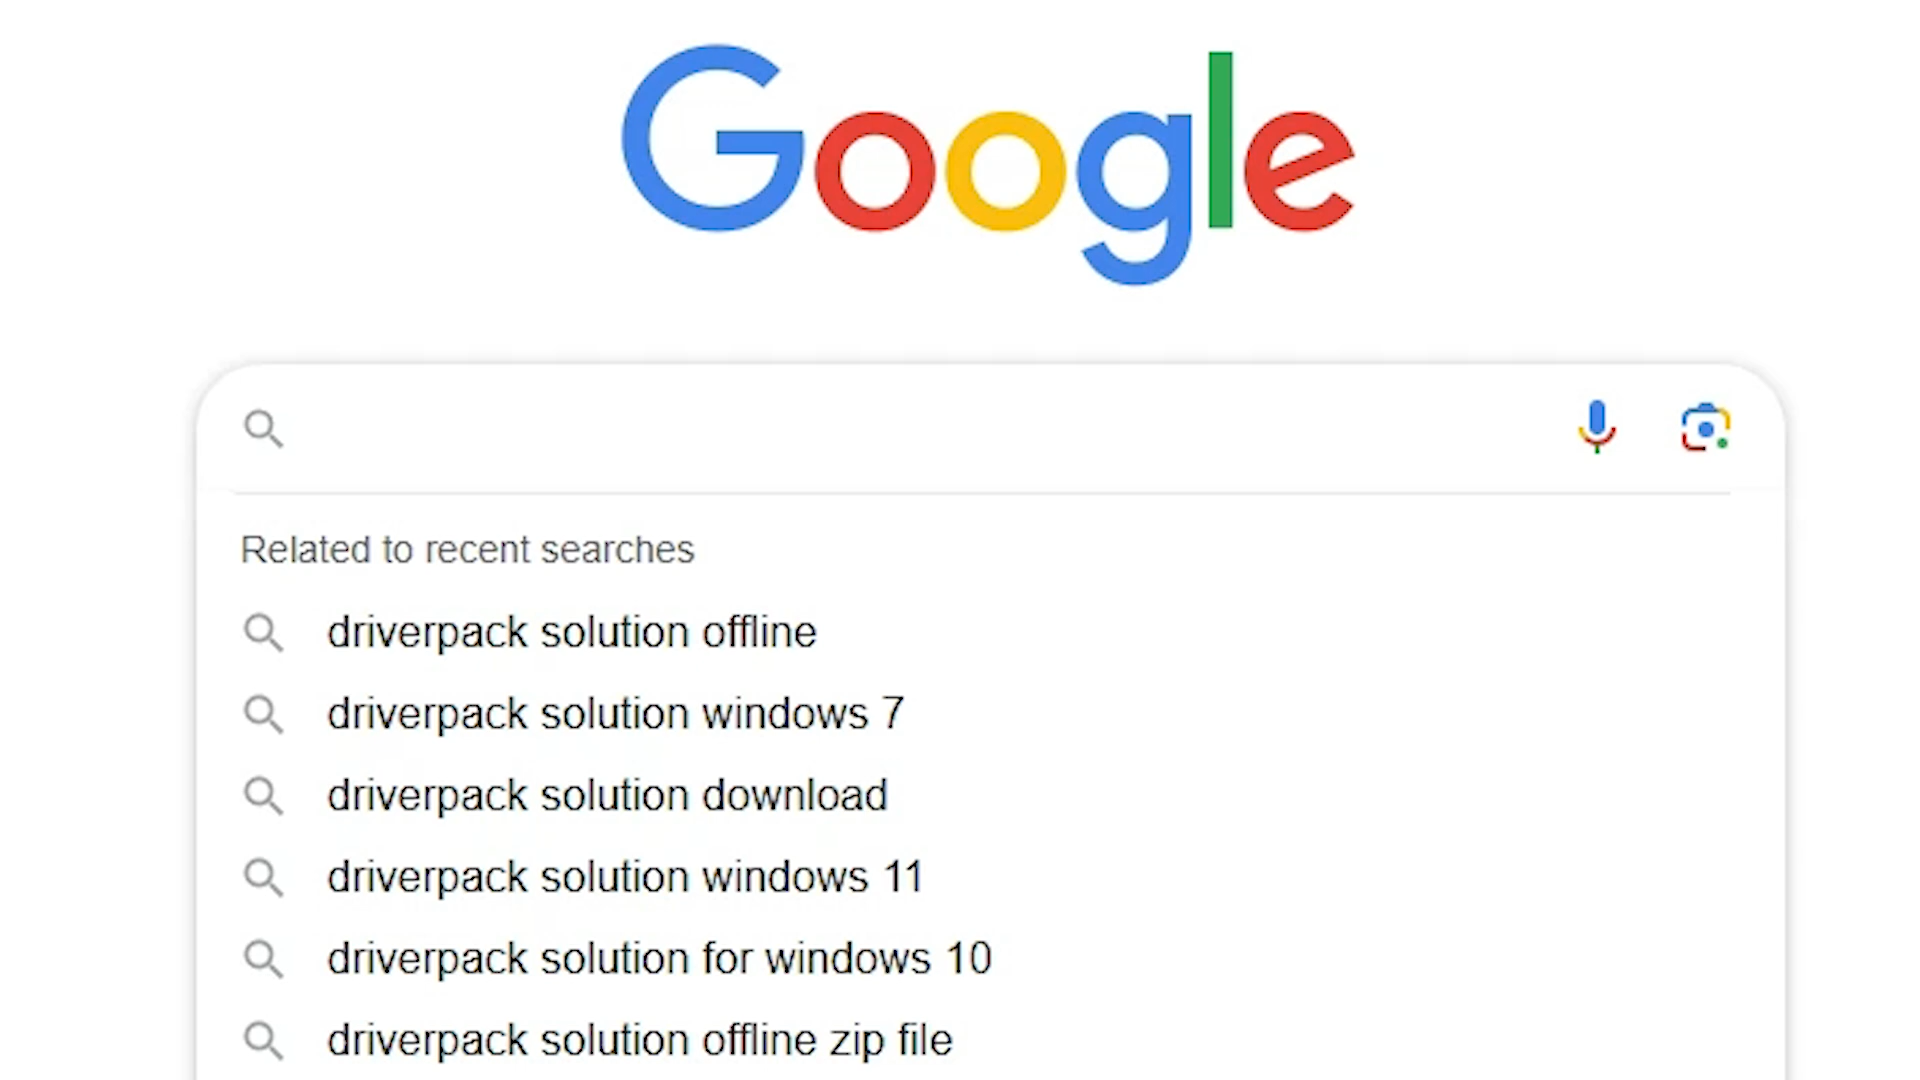 Google
Related to recent searches
driverpack solution offline
driverpack solution windows 7
driverpack solution download
driverpack solution windows 11
driverpack solution for windows 10
driverpack solution offline zip file